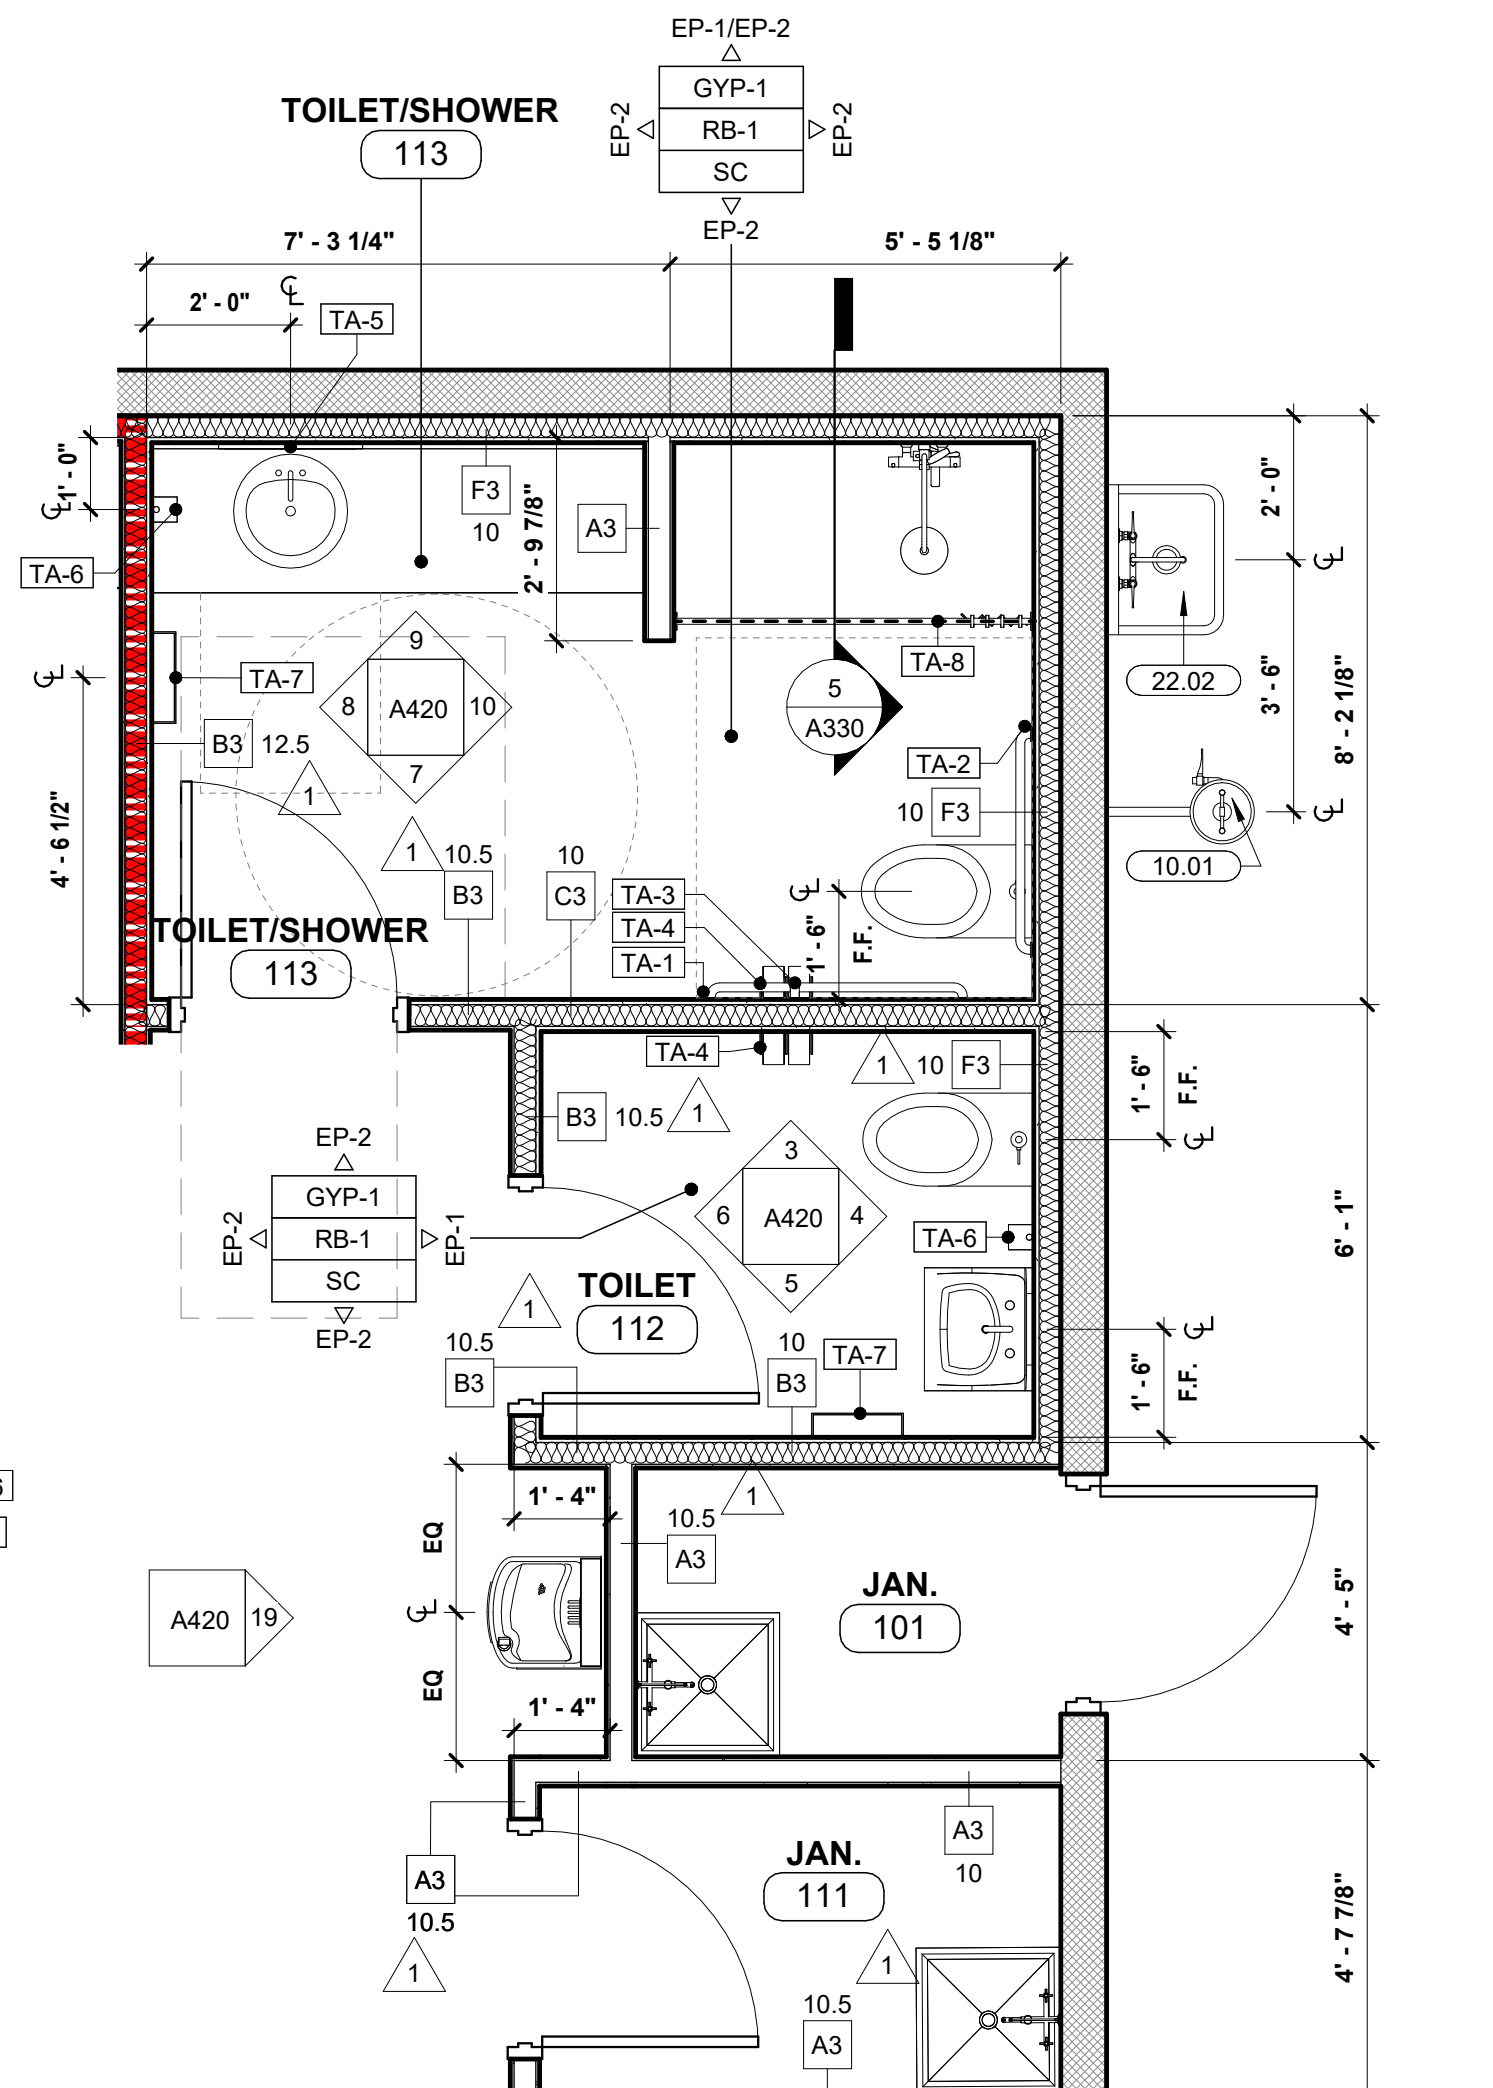 EP-1/EP-2
GYP-1
RB-1
SC
EP-2
EP-2
EP-2
TOILET/SHOWER
113
7' - 3 1/4"
5' - 5 1/8"
2' - 0"
TA-5
1' - 0"
TA-6
F3
10
2' - 9 7/8"
A3
2' - 0"
3' - 6"
8' - 2 1/8"
22.02
10.01
TA-8
TA-7
9
8
A420
10
7
5
A330
B3
12.5
1
TA-2
10
F3
4' - 6 1/2"
1
10.5
B3
10
C3
TA-3
TA-4
TA-1
1' - 6"
F.F.
TOILET/SHOWER
113
TA-4
1
10
F3
1' - 6"
F.F.
B3
10.5
1
EP-2
GYP-1
RB-1
SC
EP-2
EP-1
EP-2
3
6
A420
4
5
TA-6
6' - 1"
1
TOILET
112
10.5
B3
10
B3
TA-7
1' - 6"
F.F.
1' - 4"
EQ
1
10.5
A3
A420
19
JAN.
101
4' - 5"
EQ
1' - 4"
A3
10
A3
10.5
1
JAN.
111
1
4' - 7 7/8"
10.5
A3